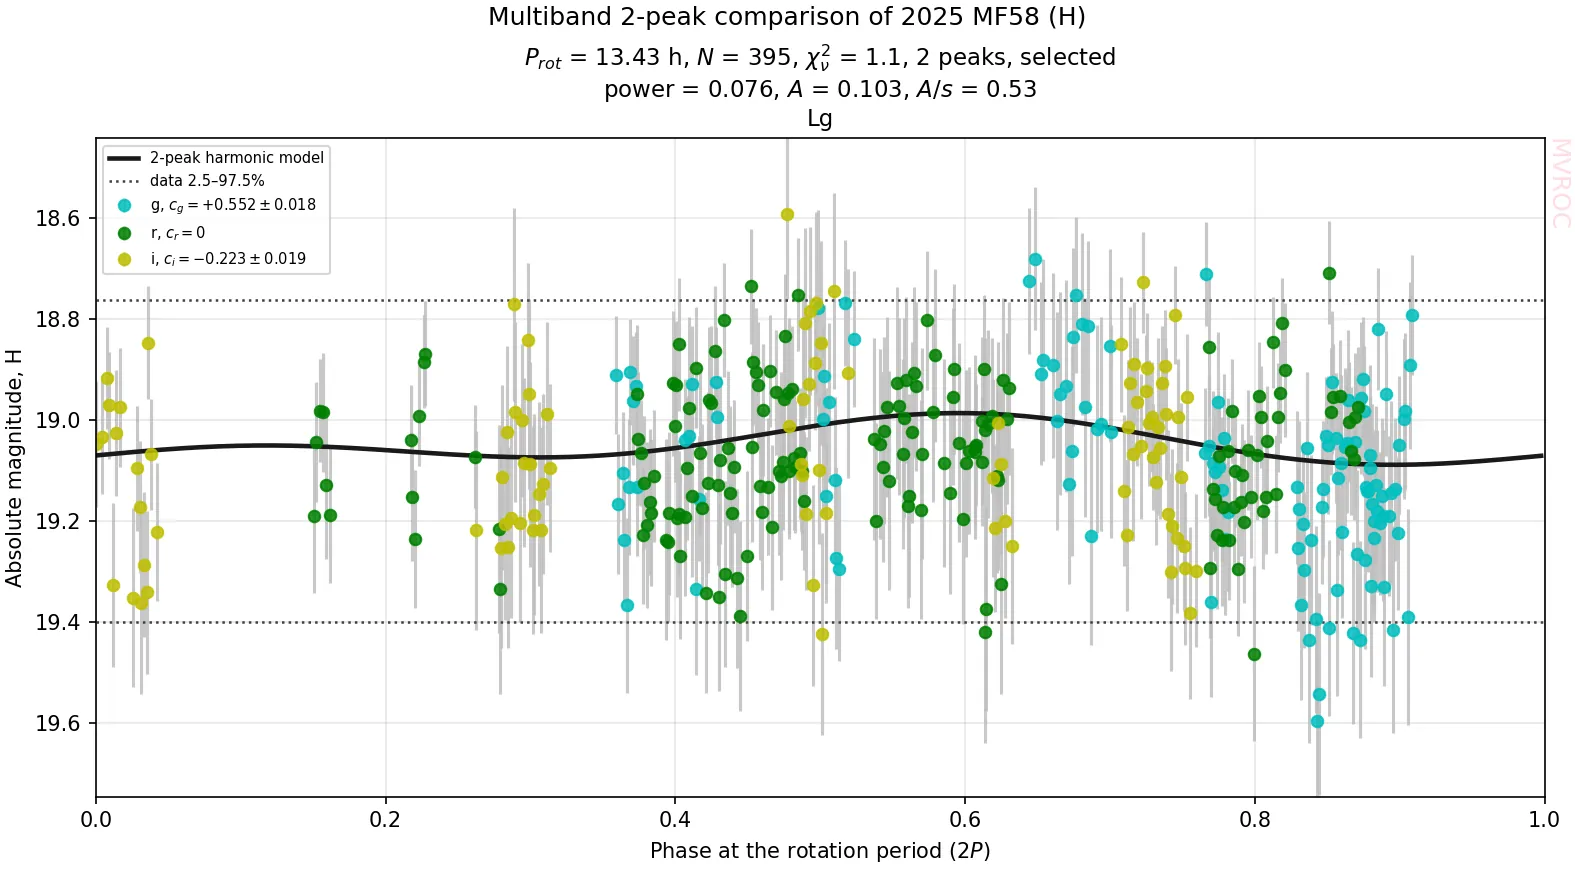 Multiband 2-peak comparison of 2025 MF58 (H)
P_rot = 13.43 h, N = 395, χ²_ν = 1.1, 2 peaks, selected
power = 0.076, A = 0.103, A/s = 0.53
Lg
MVROC
2-peak harmonic model
data 2.5–97.5%
g, c_g = +0.552 ± 0.018
r, c_r = 0
i, c_i = −0.223 ± 0.019
Absolute magnitude, H
18.6
18.8
19.0
19.2
19.4
19.6
0.0 0.2 0.4 0.6 0.8 1.0
Phase at the rotation period (2P)